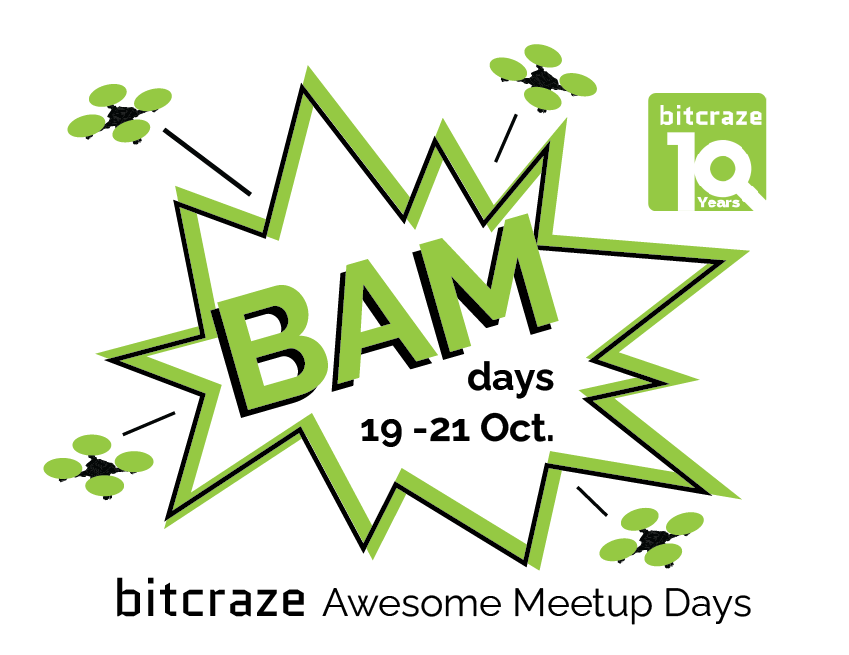 bitcraze
10
Years
BAM
days
19 -21 Oct.
bitcraze Awesome Meetup Days